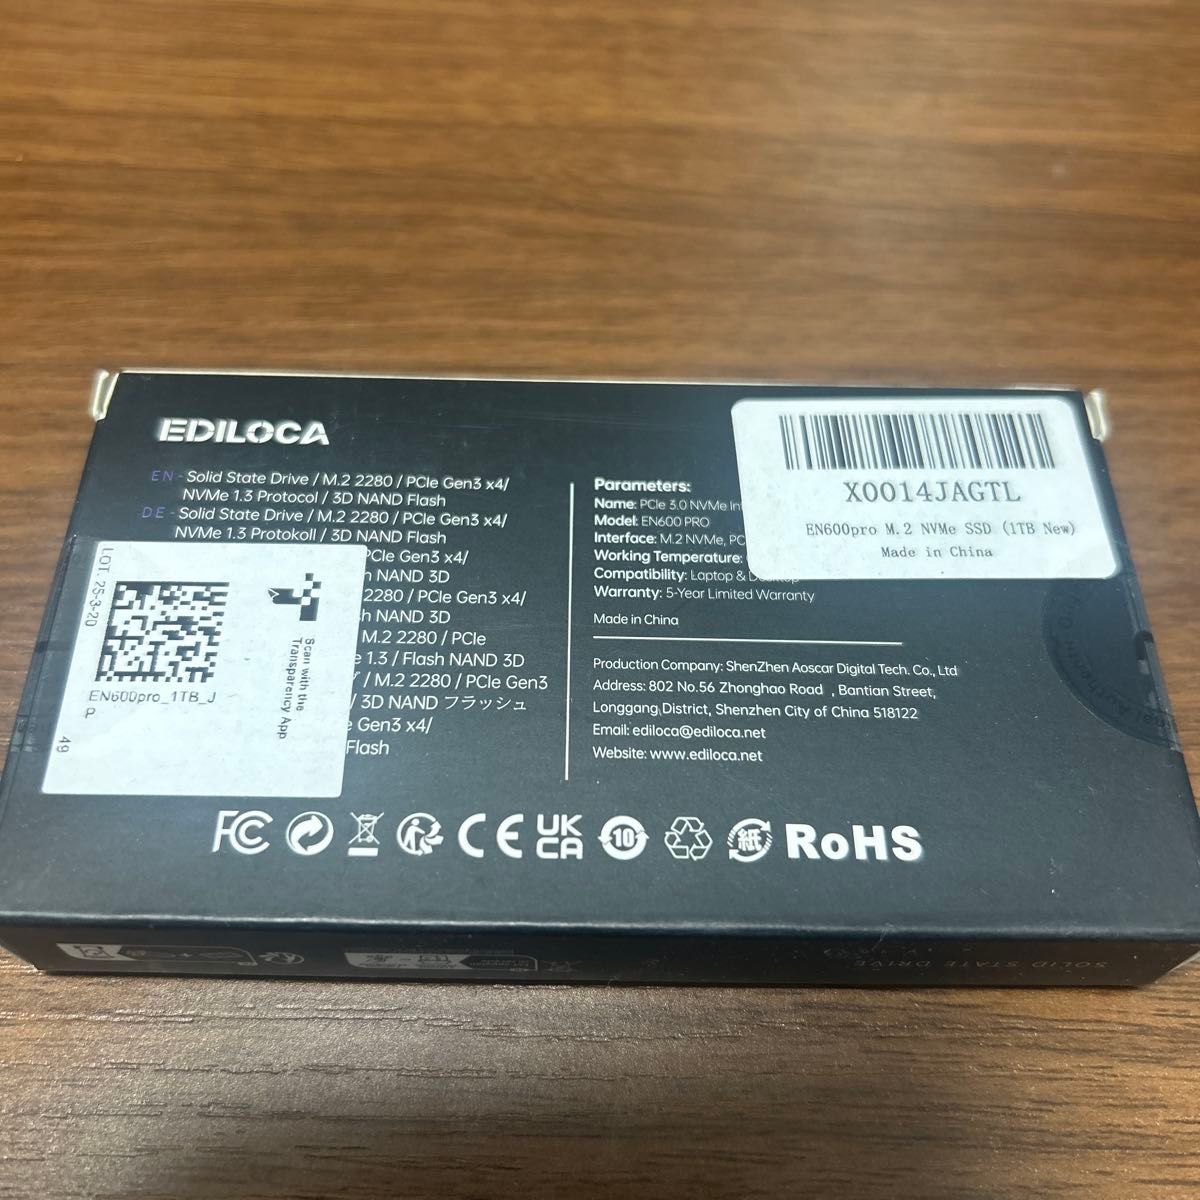 EDILOCA
EN - Solid State Drive / M.2 2280 / PCIe Gen3 x4/
NVMe 1.3 Protocol / 3D NAND Flash
DE - Solid State Drive / M.2 2280 / PCIe Gen3 x4/
NVMe 1.3 Protokoll / 3D NAND Flash
PCIe Gen3 x4/
NAND 3D
2280 / PCIe Gen3 x4/
NAND 3D
M.2 2280 / PCIe
1.3 / Flash NAND 3D
/ M.2 2280 / PCIe Gen3
/ 3D NAND フラッシュ
Gen3 x4/
Flash
LOT: 25-3-20
EN600pro_1TB_J
P
49
Scan with the
Transparency App
Parameters:
Name: PCIe 3.0 NVMe
Model: EN600 PRO
Interface: M.2 NVMe,
Working Temperature:
Compatibility: Laptop & Desktop
Warranty: 5-Year Limited Warranty
Made in China
Production Company: ShenZhen Aoscar Digital Tech. Co., Ltd
Address: 802 No.56 Zhonghao Road , Bantian Street,
Longgang District, Shenzhen City of China 518122
Email: ediloca@ediloca.net
Website: www.ediloca.net
X0014JAGTL
EN600pro M.2 NVMe SSD (1TB New)
Made in China
FC CE UK
CA 10 紙 RoHS
SOLID STATE DRIVE